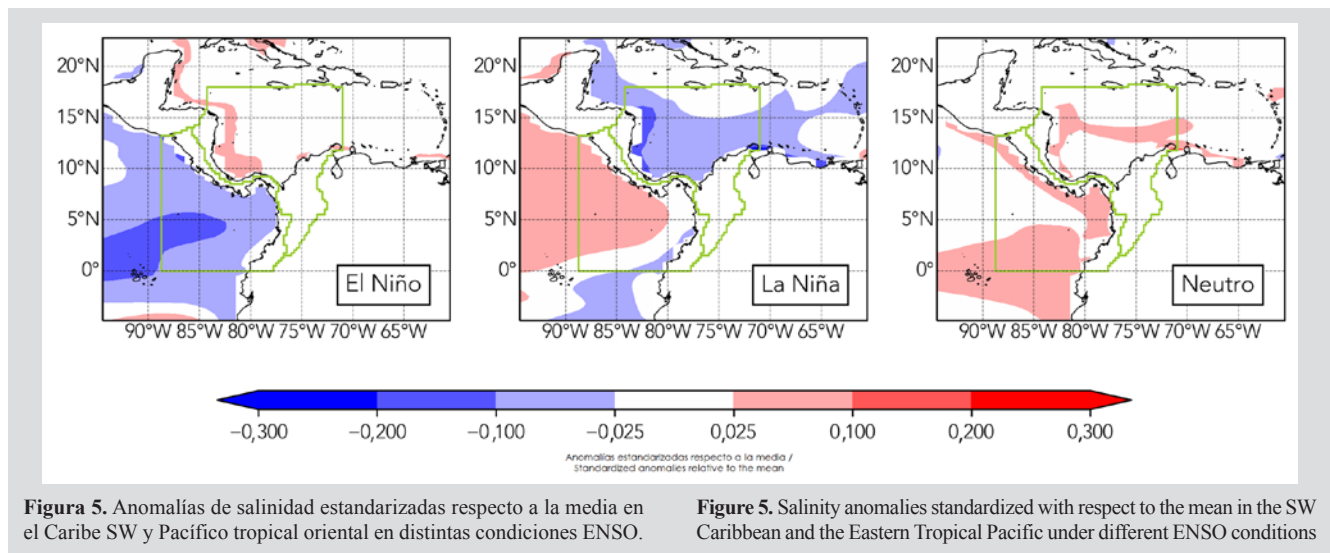 20°N
15°N
10°N
5°N
0°
El Niño
90°W 85°W 80°W 75°W 70°W 65°W
20°N
15°N
10°N
5°N
0°
La Niña
90°W 85°W 80°W 75°W 70°W 65°W
20°N
15°N
10°N
5°N
0°
Neutro
90°W 85°W 80°W 75°W 70°W 65°W
−0,300 −0,200 −0,100 −0,025 0,025 0,100 0,200 0,300
Anomalías estandarizadas respecto a la media /
Standardized anomalies relative to the mean
Figura 5. Anomalías de salinidad estandarizadas respecto a la media en
el Caribe SW y Pacífico tropical oriental en distintas condiciones ENSO.
Figure 5. Salinity anomalies standardized with respect to the mean in the SW
Caribbean and the Eastern Tropical Pacific under different ENSO conditions